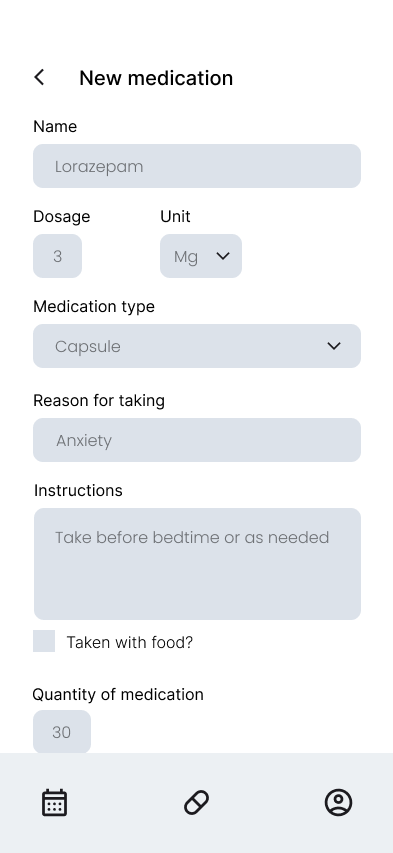 New medication
Name
Lorazepam
Dosage Unit
3 Mg
Medication type
Capsule
Reason for taking
Anxiety
Instructions
Take before bedtime or as needed
Taken with food?
Quantity of medication
30